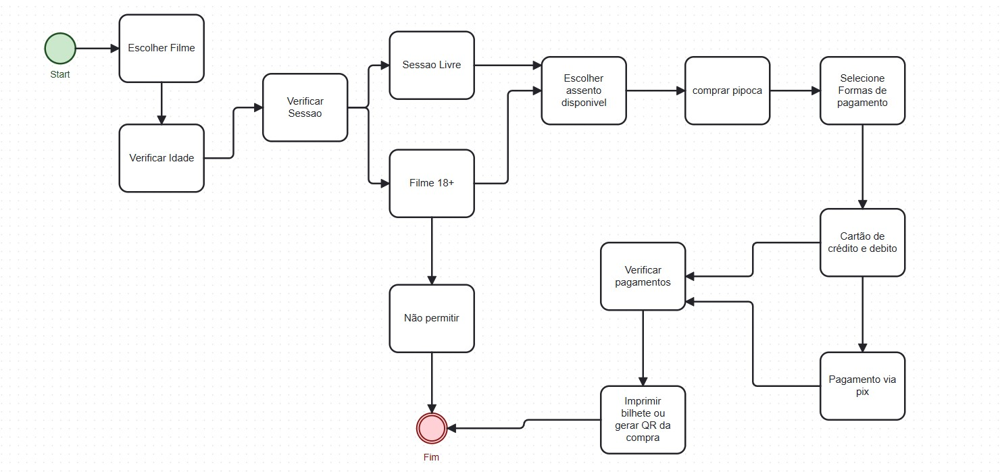 Start
Escolher Filme
Verificar Idade
Verificar
Sessao
Sessao Livre
Filme 18+
Não permitir
Fim
Escolher
assento
disponivel
comprar pipoca
Selecione
Formas de
pagamento
Cartão de
crédito e debito
Pagamento via
pix
Verificar
pagamentos
Imprimir
bilhete ou
gerar QR da
compra